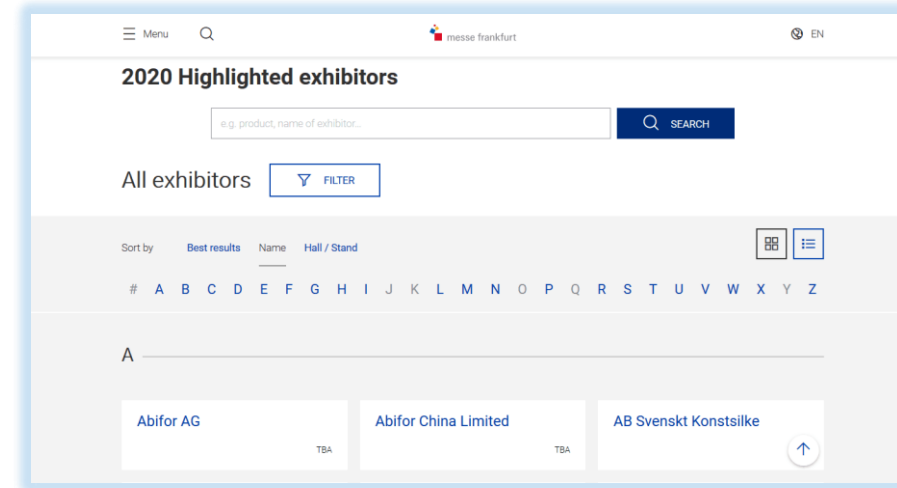 Menu messe frankfurt EN
2020 Highlighted exhibitors
e.g. product, name of exhibitor... SEARCH
All exhibitors FILTER
Sort by Best results Name Hall / Stand
# A B C D E F G H I J K L M N O P Q R S T U V W X Y Z
A
Abifor AG Abifor China Limited AB Svenskt Konstsilke
TBA TBA